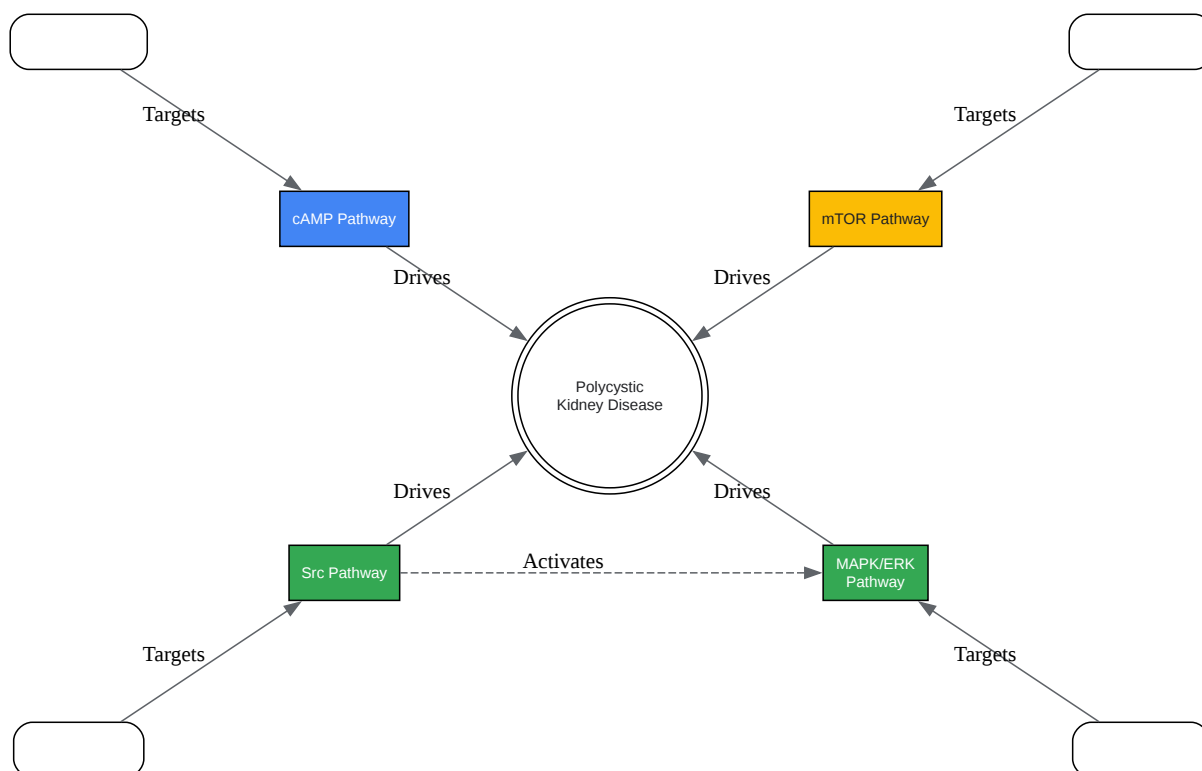 Targets
Targets
cAMP Pathway
mTOR Pathway
Drives
Drives
Polycystic
Kidney Disease
Drives
Drives
Activates
Src Pathway
MAPK/ERK
Pathway
Targets
Targets